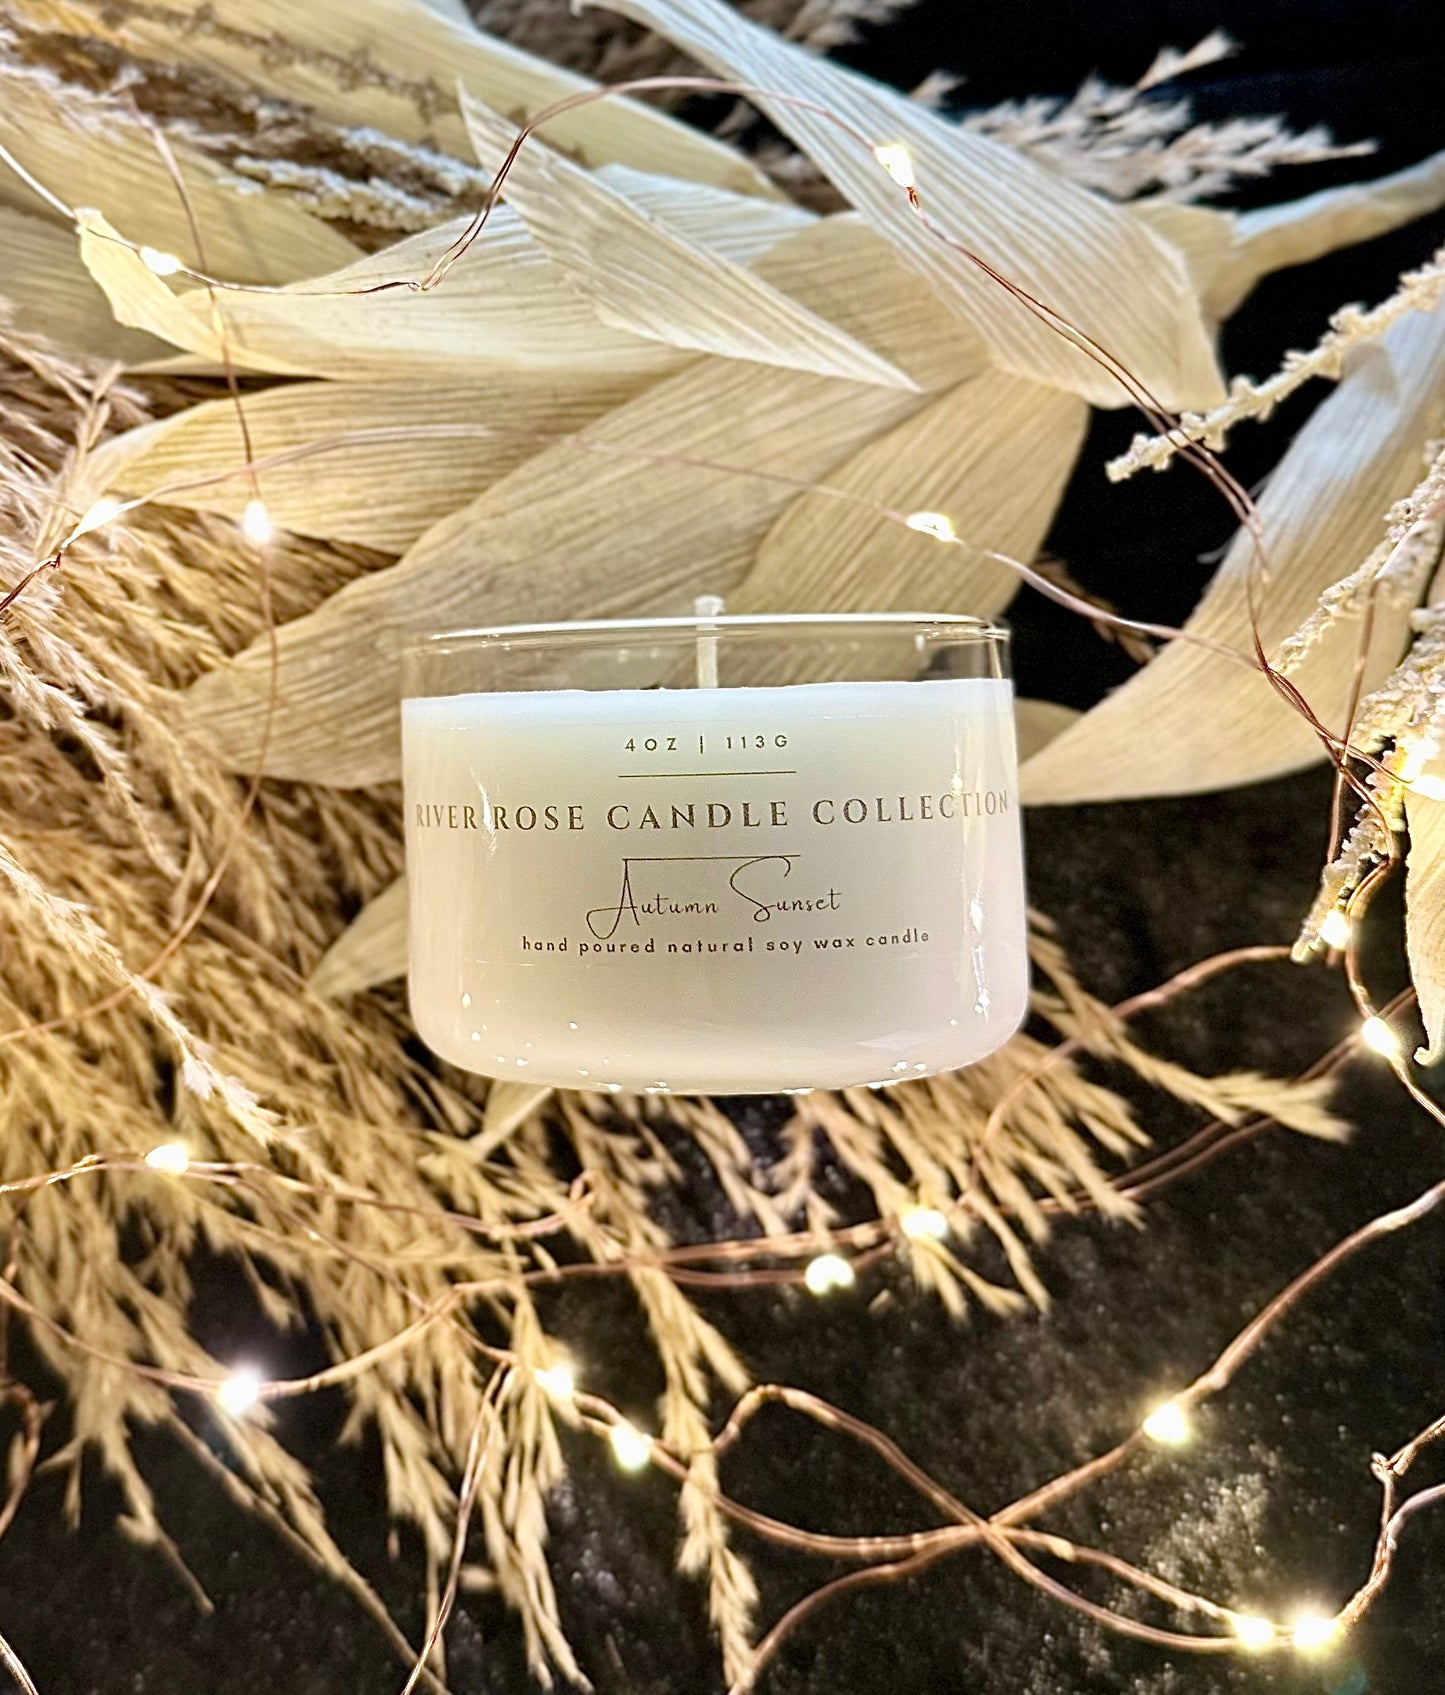 4OZ | 113G
RIVER ROSE CANDLE COLLECTION
Autumn Sunset
hand poured natural soy wax candle